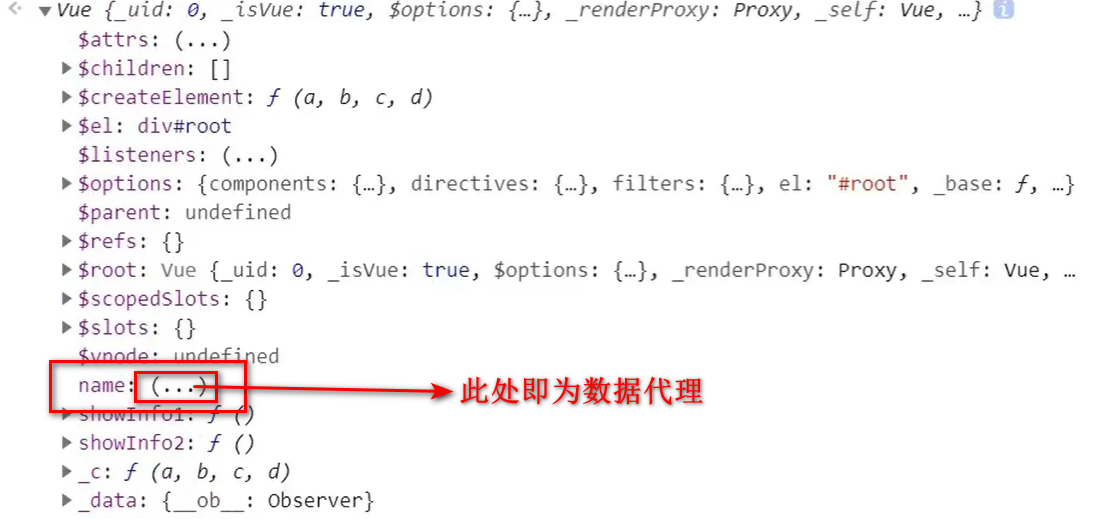 Vue {_uid: 0, _isVue: true, $options: {…}, _renderProxy: Proxy, _self: Vue, …} i
$attrs: (...)
$children: []
$createElement: ƒ (a, b, c, d)
$el: div#root
$listeners: (...)
$options: {components: {…}, directives: {…}, filters: {…}, el: "#root", _base: ƒ, …}
$parent: undefined
$refs: {}
$root: Vue {_uid: 0, _isVue: true, $options: {…}, _renderProxy: Proxy, _self: Vue, …
$scopedSlots: {}
$slots: {}
$vnode: undefined
name: (...) 此处即为数据代理
showInfo1: ƒ ()
showInfo2: ƒ ()
_c: ƒ (a, b, c, d)
_data: {__ob__: Observer}